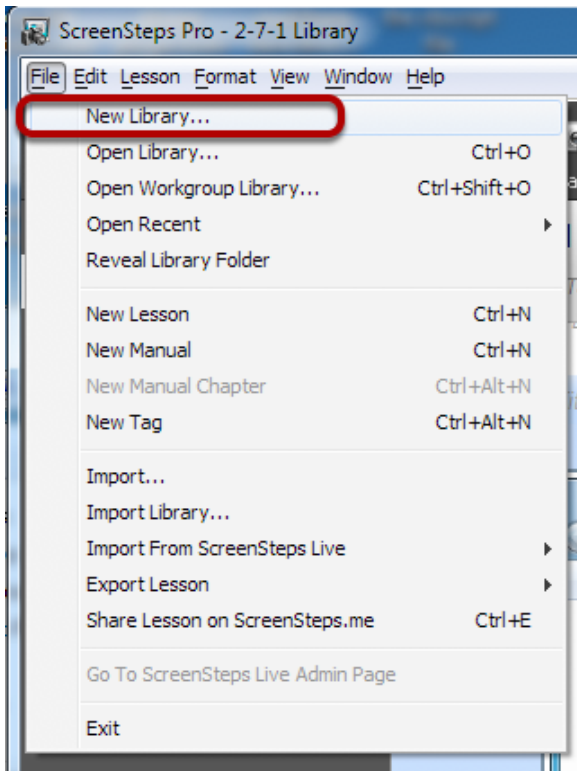 ScreenSteps Pro - 2-7-1 Library
File Edit Lesson Format View Window Help
New Library...
Open Library... Ctrl+O
Open Workgroup Library... Ctrl+Shift+O
Open Recent
Reveal Library Folder
New Lesson Ctrl+N
New Manual Ctrl+N
New Manual Chapter Ctrl+Alt+N
New Tag Ctrl+Alt+N
Import...
Import Library...
Import From ScreenSteps Live
Export Lesson
Share Lesson on ScreenSteps.me Ctrl+E
Go To ScreenSteps Live Admin Page
Exit